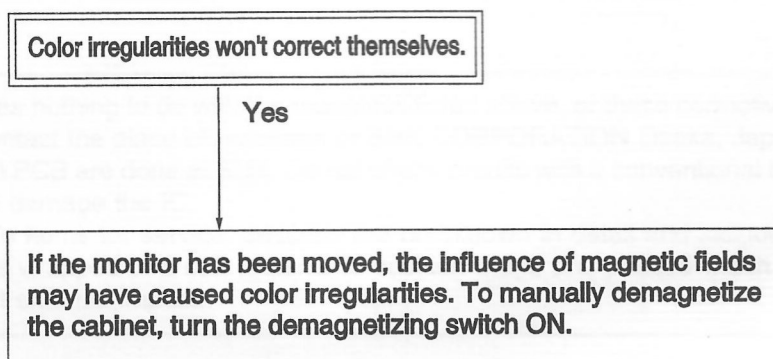 Color irregularities won't correct themselves.
Yes
If the monitor has been moved, the influence of magnetic fields
may have caused color irregularities. To manually demagnetize
the cabinet, turn the demagnetizing switch ON.